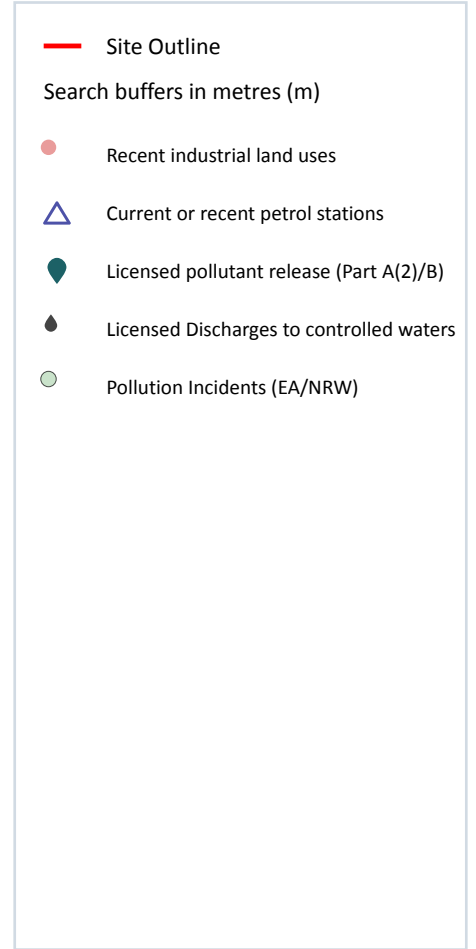 Site Outline
Search buffers in metres (m)
Recent industrial land uses
Current or recent petrol stations
Licensed pollutant release (Part A(2)/B)
Licensed Discharges to controlled waters
Pollution Incidents (EA/NRW)